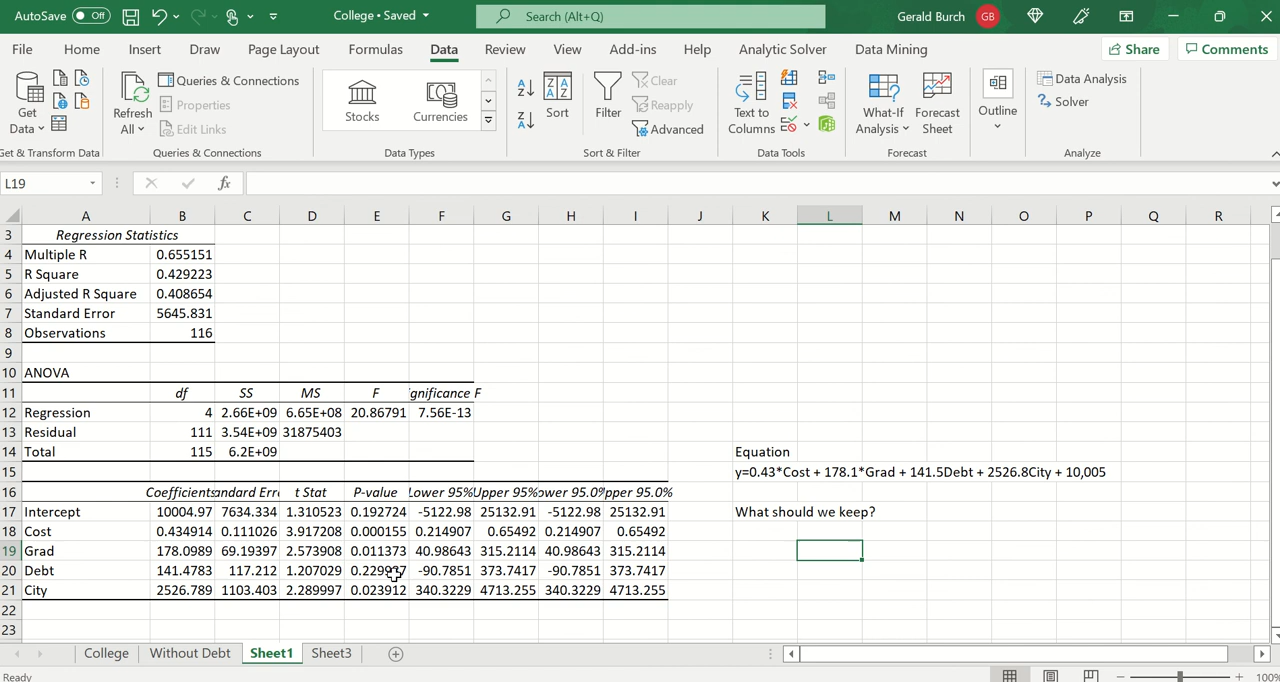 AutoSave Off College • Saved Search (Alt+Q) Gerald Burch GB
File Home Insert Draw Page Layout Formulas Data Review View Add-ins Help Analytic Solver Data Mining Share Comments
Get Data Refresh All Queries & Connections Properties Edit Links Stocks Currencies Sort Filter Clear Reapply Advanced Text to Columns What-If Analysis Forecast Sheet Outline Data Analysis Solver
Get & Transform Data Queries & Connections Data Types Sort & Filter Data Tools Forecast Analyze
L19 fx
A B C D E F G H I J K L M N O P Q R
3 Regression Statistics
4 Multiple R 0.655151
5 R Square 0.429223
6 Adjusted R Square 0.408654
7 Standard Error 5645.831
8 Observations 116
9
10 ANOVA
11 df SS MS F gnificance F
12 Regression 4 2.66E+09 6.65E+08 20.86791 7.56E-13
13 Residual 111 3.54E+09 31875403
14 Total 115 6.2E+09 Equation
15 y=0.43*Cost + 178.1*Grad + 141.5Debt + 2526.8City + 10,005
16 Coefficients andard Erro t Stat P-value Lower 95% Upper 95% ower 95.0% pper 95.0%
17 Intercept 10004.97 7634.334 1.310523 0.192724 -5122.98 25132.91 -5122.98 25132.91 What should we keep?
18 Cost 0.434914 0.111026 3.917208 0.000155 0.214907 0.65492 0.214907 0.65492
19 Grad 178.0989 69.19397 2.573908 0.011373 40.98643 315.2114 40.98643 315.2114
20 Debt 141.4783 117.212 1.207029 -90.7851 373.7417 -90.7851 373.7417
21 City 2526.789 1103.403 2.289997 0.023912 340.3229 4713.255 340.3229 4713.255
22
23
College Without Debt Sheet1 Sheet3
Ready 100%